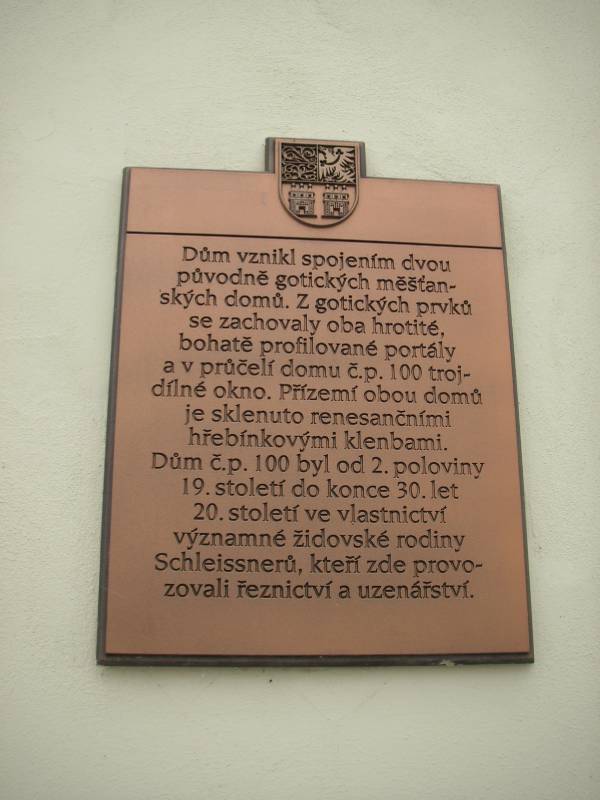 Dům vznikl spojením dvou
původně gotických měšťan-
ských domů. Z gotických prvků
se zachovaly oba hrotité,
bohatě profilované portály
a v průčelí domu č.p. 100 troj-
dílné okno. Přízemí obou domů
je sklenuto renesančními
hřebínkovými klenbami.
Dům č.p. 100 byl od 2. poloviny
19. století do konce 30. let
20. století ve vlastnictví
významné židovské rodiny
Schleissnerů, kteří zde provo-
zovali řeznictví a uzenářství.